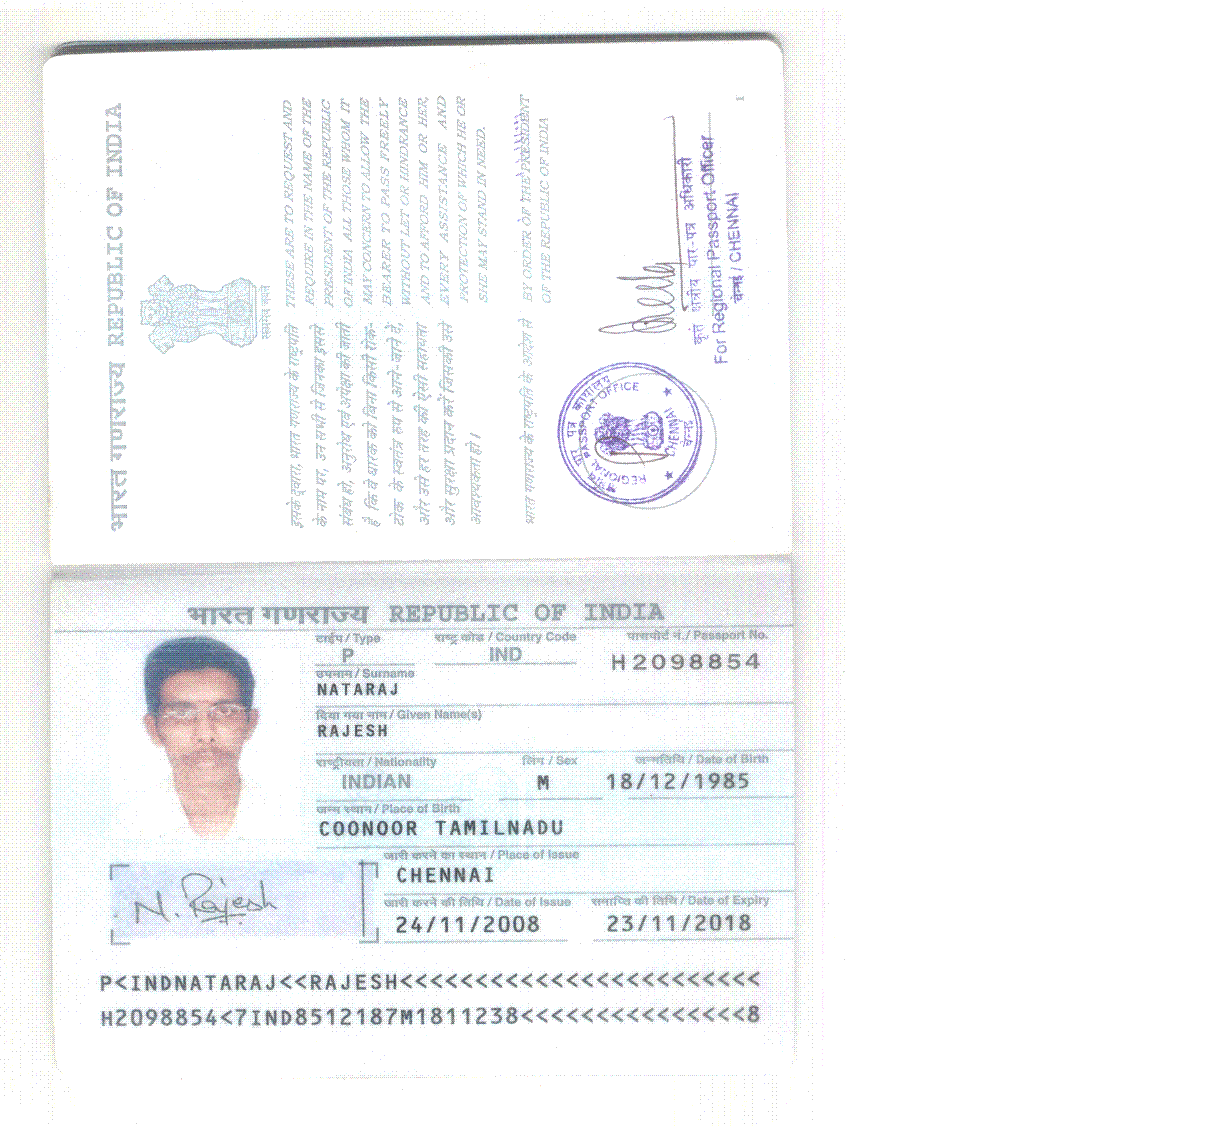 भारत गणराज्य REPUBLIC OF INDIA
सत्यमेव जयते
इसके द्वारा, भारत गणराज्य के राष्ट्रपति
के नाम पर, उन सभी से जिनका इससे
संबंध हो, अनुरोध एवं अपेक्षा की जाती
है कि वे धारक को बिना किसी रोक-
टोक के स्वतंत्र रूप से आने-जाने दें,
और उसे हर तरह की ऐसी सहायता
और सुरक्षा प्रदान करें जिसकी उसे
आवश्यकता हो।
THESE ARE TO REQUEST AND
REQUIRE IN THE NAME OF THE
PRESIDENT OF THE REPUBLIC
OF INDIA ALL THOSE WHOM IT
MAY CONCERN TO ALLOW THE
BEARER TO PASS FREELY
WITHOUT LET OR HINDRANCE
AND TO AFFORD HIM OR HER,
EVERY ASSISTANCE AND
PROTECTION OF WHICH HE OR
SHE MAY STAND IN NEED.
भारत गणराज्य के राष्ट्रपति के आदेश से
BY ORDER OF THE PRESIDENT
OF THE REPUBLIC OF INDIA
पार पत्र कार्यालय
REGIONAL PASSPORT OFFICE
CHENNAI
चेन्नई
कृते क्षेत्रीय पार-पत्र अधिकारी
For Regional Passport Officer
चेन्नई / CHENNAI
1
भारत गणराज्य REPUBLIC OF INDIA
टाईप / Type राष्ट्र कोड / Country Code पासपोर्ट नं. / Passport No.
P IND H2098854
उपनाम / Surname
NATARAJ
दिया गया नाम / Given Name(s)
RAJESH
राष्ट्रीयता / Nationality लिंग / Sex जन्मतिथि / Date of Birth
INDIAN M 18/12/1985
जन्म स्थान / Place of Birth
COONOOR TAMILNADU
जारी करने का स्थान / Place of Issue
CHENNAI
जारी करने की तिथि / Date of Issue समाप्ति की तिथि / Date of Expiry
24/11/2008 23/11/2018
N. Rajesh
P<INDNATARAJ<<RAJESH<<<<<<<<<<<<<<<<<<<<<<<<
H2098854<7IND8512187M1811238<<<<<<<<<<<<<<<8